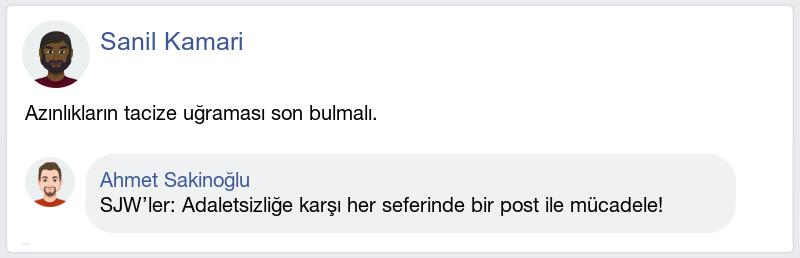 Sanil Kamari
Azınlıkların tacize uğraması son bulmalı.
Ahmet Sakinoğlu
SJW’ler: Adaletsizliğe karşı her seferinde bir post ile mücadele!